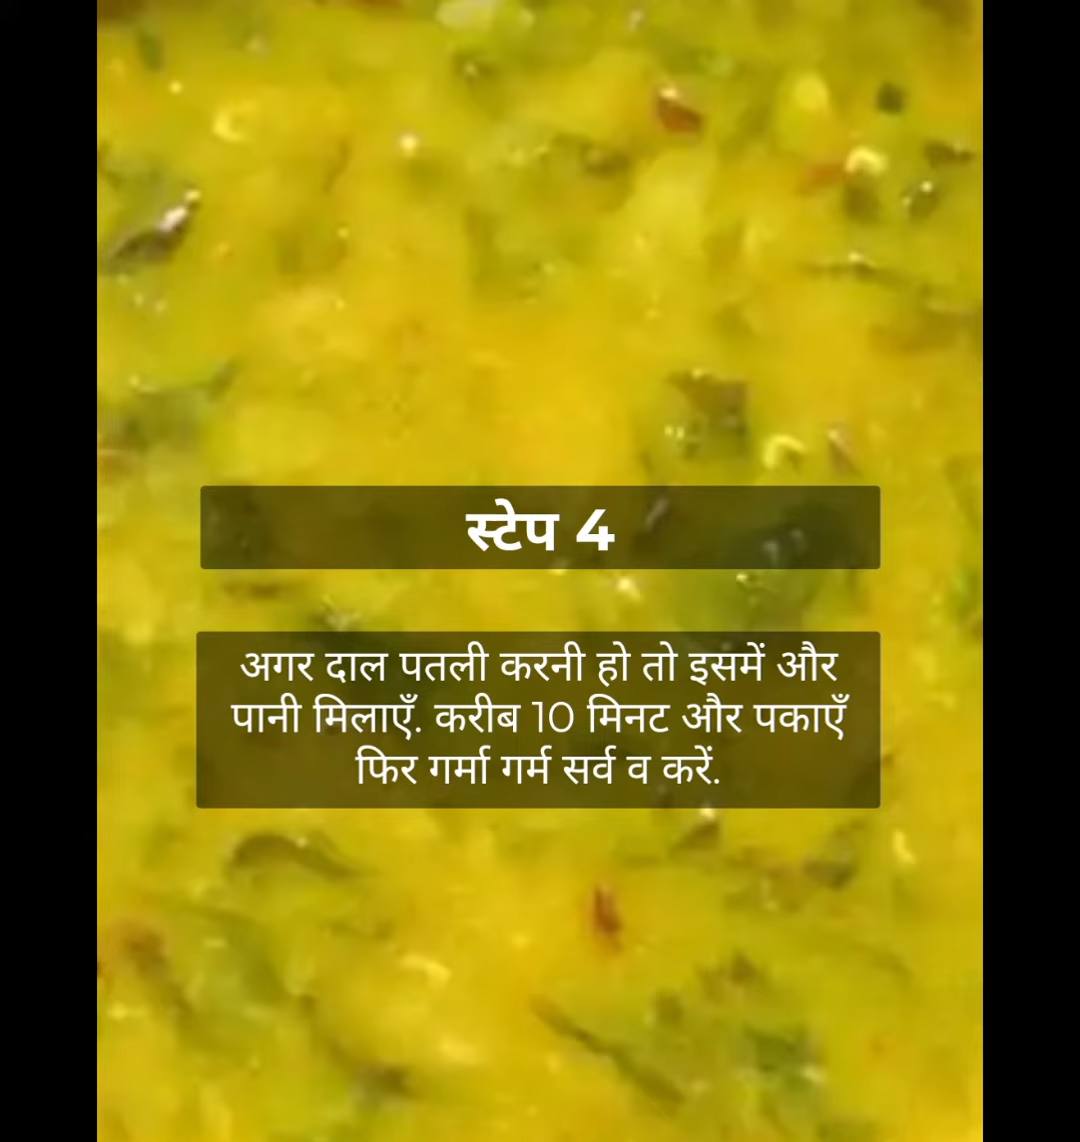 स्टेप 4
अगर दाल पतली करनी हो तो इसमें और
पानी मिलाएँ. करीब 10 मिनट और पकाएँ
फिर गर्मा गर्म सर्व व करें.